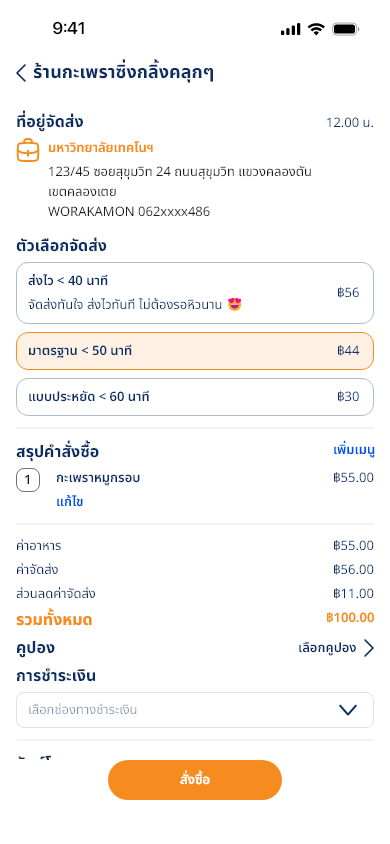 9:41
ร้านกะเพราซิ่งกลิ้งคลุกๆ
ที่อยู่จัดส่ง 12.00 น.
มหาวิทยาลัยเทคโนฯ
123/45 ซอยสุขุมวิท 24 ถนนสุขุมวิท แขวงคลองตัน
เขตคลองเตย
WORAKAMON 062xxxx486
ตัวเลือกจัดส่ง
ส่งไว < 40 นาที
จัดส่งทันใจ ส่งไวทันที ไม่ต้องรอหิวนาน 😍 ฿56
มาตรฐาน < 50 นาที ฿44
แบบประหยัด < 60 นาที ฿30
สรุปคำสั่งซื้อ เพิ่มเมนู
1 กะเพราหมูกรอบ ฿55.00
แก้ไข
ค่าอาหาร ฿55.00
ค่าจัดส่ง ฿56.00
ส่วนลดค่าจัดส่ง ฿11.00
รวมทั้งหมด ฿100.00
คูปอง เลือกคูปอง
การชำระเงิน
เลือกช่องทางชำระเงิน
สั่งซื้อ